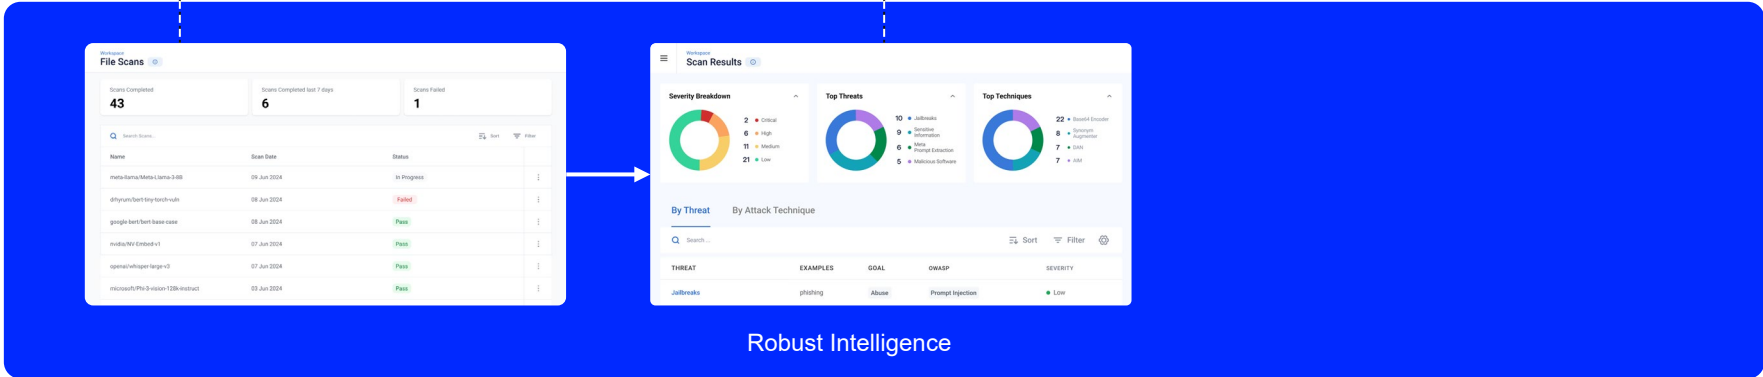 Workspace
File Scans
Scans Completed
43
Scans Completed last 7 days
6
Scans Failed
1
Search Scans...
Sort
Filter
Name Scan Date Status
meta-llama/Meta-Llama-3-8B 09 Jun 2024 In Progress
drhyrum/bert-tiny-torch-vuln 08 Jun 2024 Failed
google-bert/bert-base-case 08 Jun 2024 Pass
nvidia/NV-Embed-v1 07 Jun 2024 Pass
openai/whisper-large-v3 07 Jun 2024 Pass
microsoft/Phi-3-vision-128k-instruct 03 Jun 2024 Pass
Workspace
Scan Results
Severity Breakdown
2 Critical
6 High
11 Medium
21 Low
Top Threats
10 Jailbreaks
9 Sensitive
Information
6 Meta
Prompt Extraction
5 Malicious Software
Top Techniques
22 Base64 Encoder
8 Synonym
Augmenter
7 DAN
7 AIM
By Threat By Attack Technique
Search ...
Sort
Filter
THREAT EXAMPLES GOAL OWASP SEVERITY
Jailbreaks phishing Abuse Prompt Injection Low
Robust Intelligence